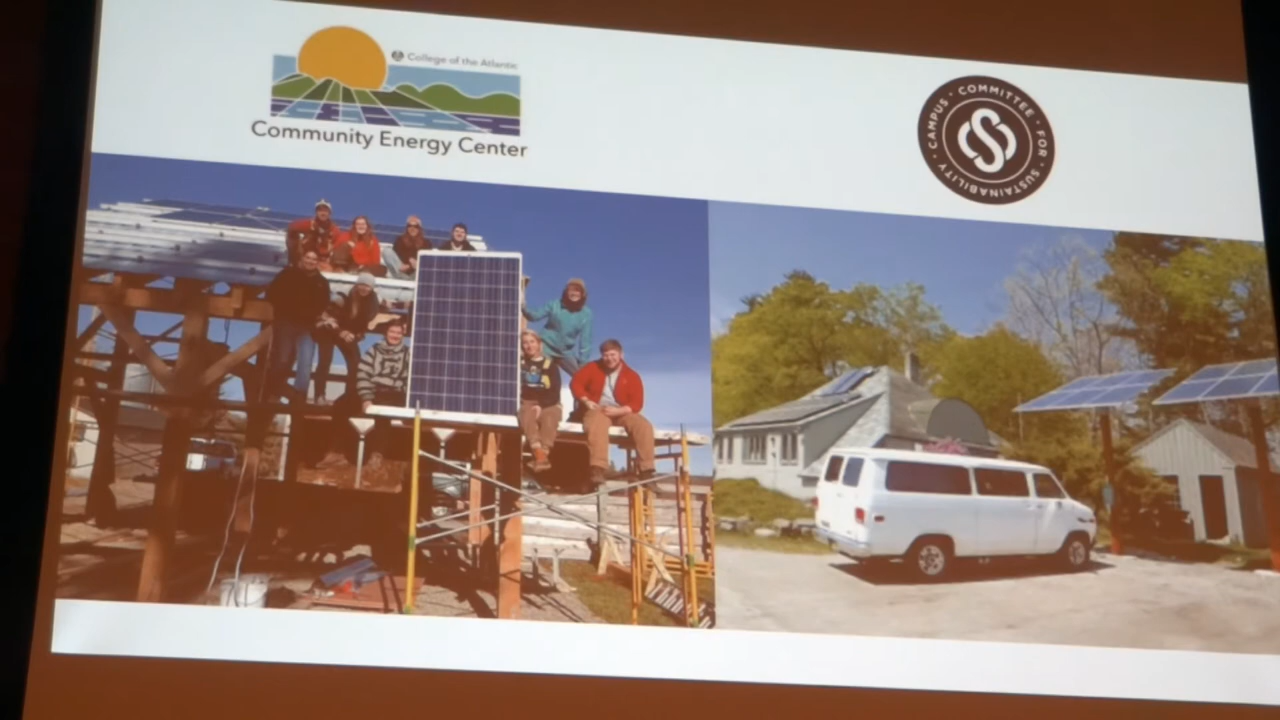 College of the Atlantic
Community Energy Center
CAMPUS · COMMITTEE · FOR · SUSTAINABILITY ·